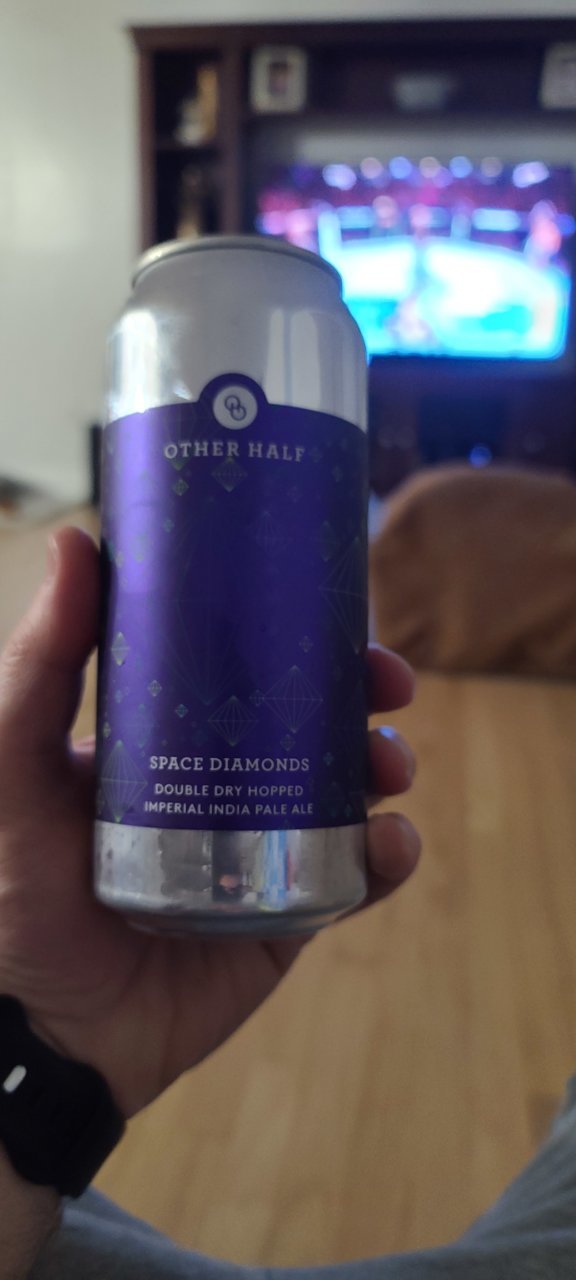 OTHER HALF
SPACE DIAMONDS
DOUBLE DRY HOPPED
IMPERIAL INDIA PALE ALE